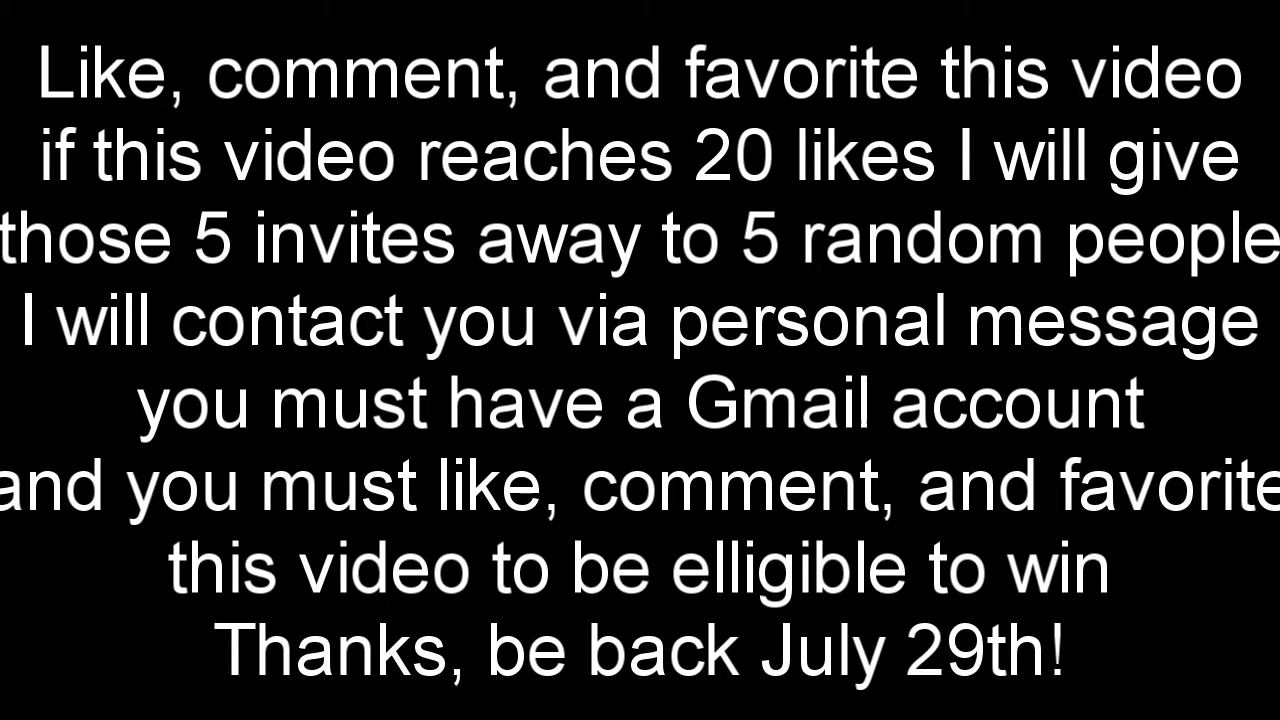 Like, comment, and favorite this video
if this video reaches 20 likes I will give
those 5 invites away to 5 random people
I will contact you via personal message
you must have a Gmail account
and you must like, comment, and favorite
this video to be elligible to win
Thanks, be back July 29th!